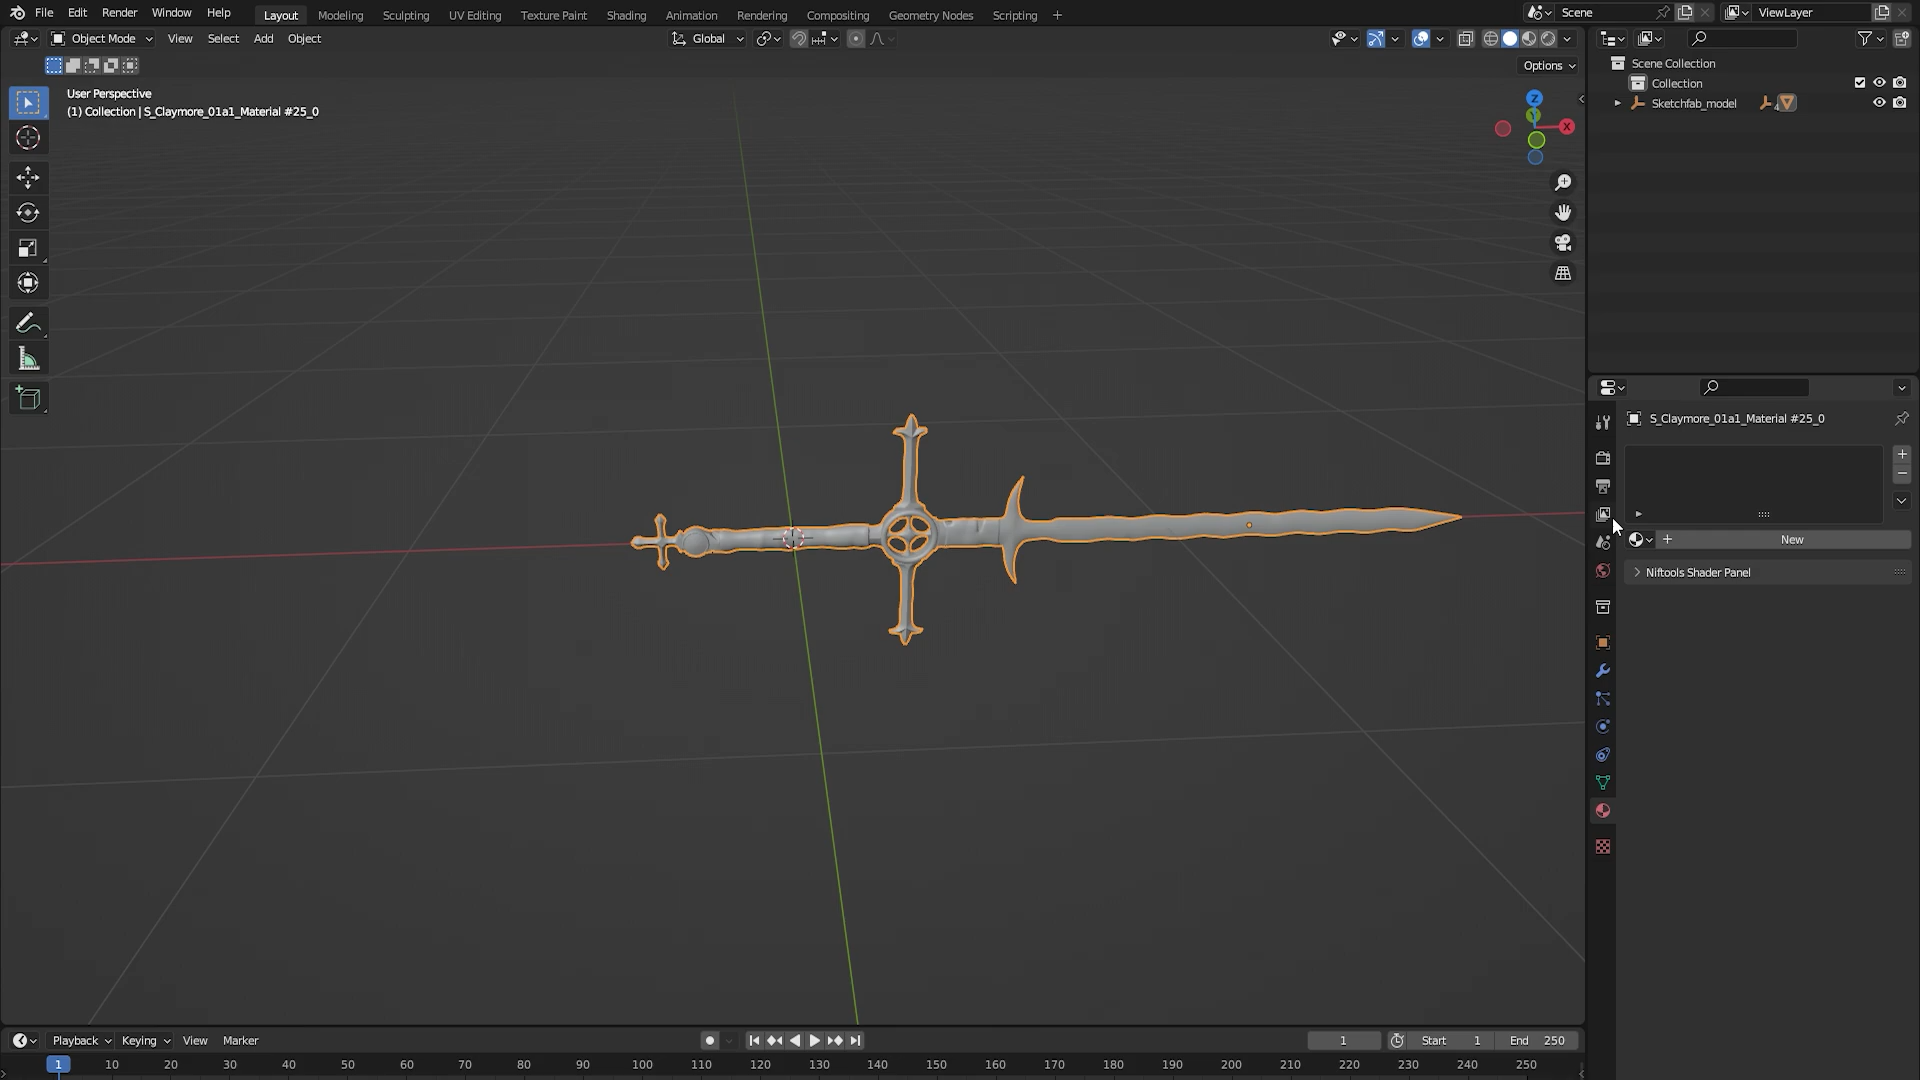 File Edit Render Window Help Layout Modeling Sculpting UV Editing Texture Paint Shading Animation Rendering Compositing Geometry Nodes Scripting + Scene ViewLayer
Object Mode View Select Add Object Global
Options
User Perspective
(1) Collection | S_Claymore_01a1_Material #25_0
Z
Y
X
Scene Collection
Collection
Sketchfab_model 4
S_Claymore_01a1_Material #25_0
+ New
Niftools Shader Panel
Playback Keying View Marker 1 Start 1 End 250
1 10 20 30 40 50 60 70 80 90 100 110 120 130 140 150 160 170 180 190 200 210 220 230 240 250